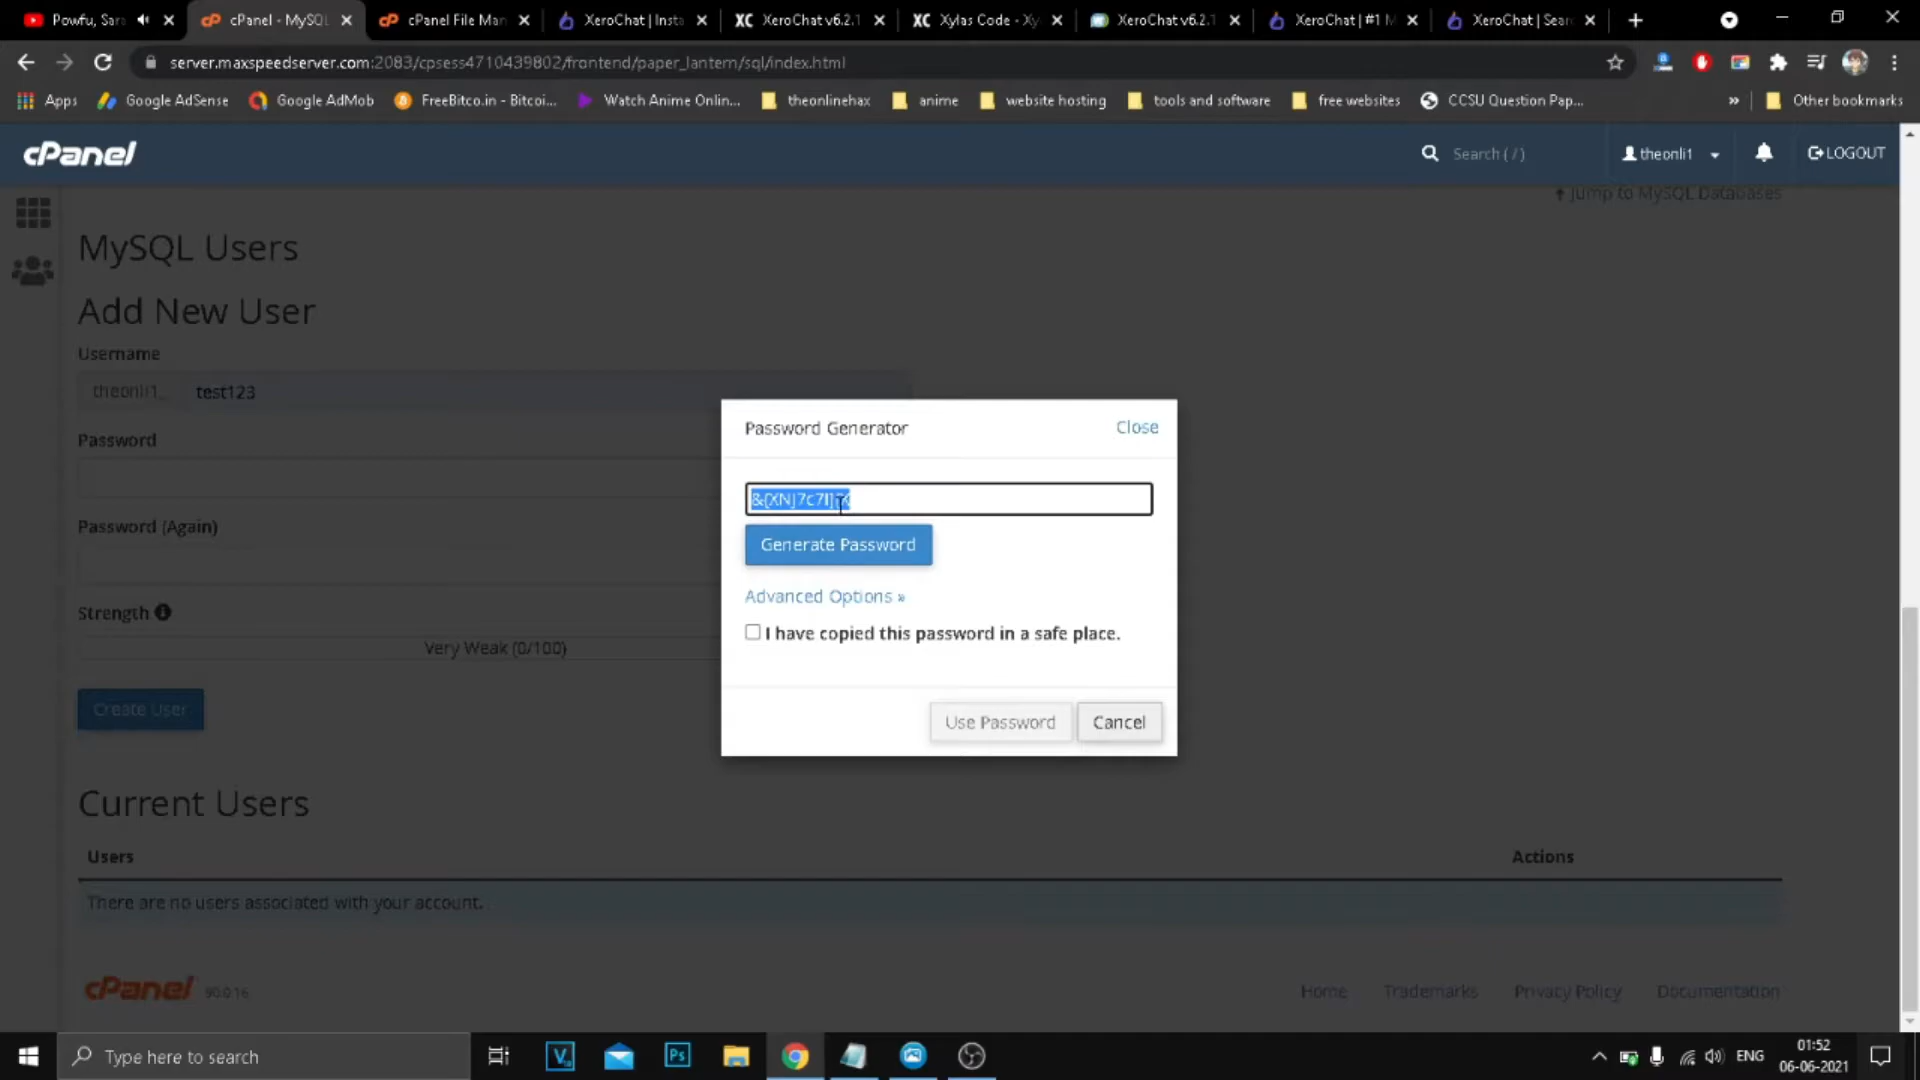 Powfu, Sara
cPanel - MySQL
cPanel File Man
XeroChat | Insta
XeroChat v6.2.1
Xylas Code - Xy
XeroChat v6.2.1
XeroChat | #1 M
XeroChat | Sear
server.maxspeedserver.com:2083/cpsess4710439802/frontend/paper_lantern/sql/index.html
Apps
Google AdSense
Google AdMob
FreeBitco.in - Bitcoi...
Watch Anime Onlin...
theonlinehax
anime
website hosting
tools and software
free websites
CCSU Question Pap...
»
Other bookmarks
cPanel
Search ( / )
theonli1
LOGOUT
Jump to MySQL Databases
MySQL Users
Add New User
Username
theonli1_ test123
Password
Password (Again)
Strength
Very Weak (0/100)
Create User
Password Generator
Close
Generate Password
Advanced Options »
I have copied this password in a safe place.
Use Password
Cancel
Current Users
Users
Actions
There are no users associated with your account.
cPanel 90.0.16
Home
Trademarks
Privacy Policy
Documentation
Type here to search
ENG
01:52
06-06-2021